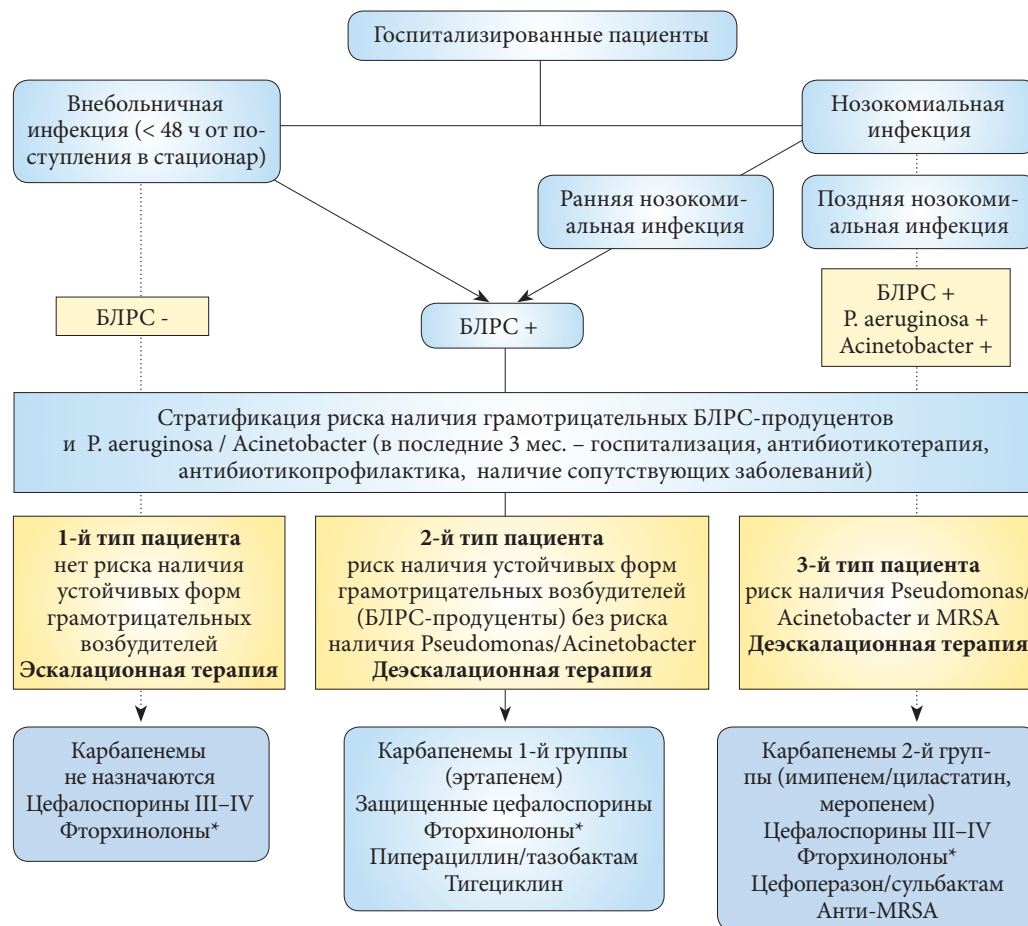 Госпитализированные пациенты
Внебольничная
инфекция (< 48 ч от по-
ступления в стационар)
Нозокомиальная
инфекция
Ранняя нозокоми-
альная инфекция
Поздняя нозокоми-
альная инфекция
БЛРС -
БЛРС +
БЛРС +
P. aeruginosa +
Acinetobacter +
Стратификация риска наличия грамотрицательных БЛРС-продуцентов
и P. aeruginosa / Acinetobacter (в последние 3 мес. – госпитализация, антибиотикотерапия,
антибиотикопрофилактика, наличие сопутствующих заболеваний)
1-й тип пациента
нет риска наличия
устойчивых форм
грамотрицательных
возбудителей
Эскалационная терапия
2-й тип пациента
риск наличия устойчивых форм
грамотрицательных возбудителей
(БЛРС-продуценты) без риска
наличия Pseudomonas/Acinetobacter
Деэскалационная терапия
3-й тип пациента
риск наличия Pseudomonas/
Acinetobacter и MRSA
Деэскалационная терапия
Карбапенемы
не назначаются
Цефалоспорины III–IV
Фторхинолоны*
Карбапенемы 1-й группы
(эртапенем)
Защищенные цефалоспорины
Фторхинолоны*
Пиперациллин/тазобактам
Тигециклин
Карбапенемы 2-й груп-
пы (имипенем/циластатин,
меропенем)
Цефалоспорины III–IV
Фторхинолоны*
Цефоперазон/сульбактам
Анти-MRSA